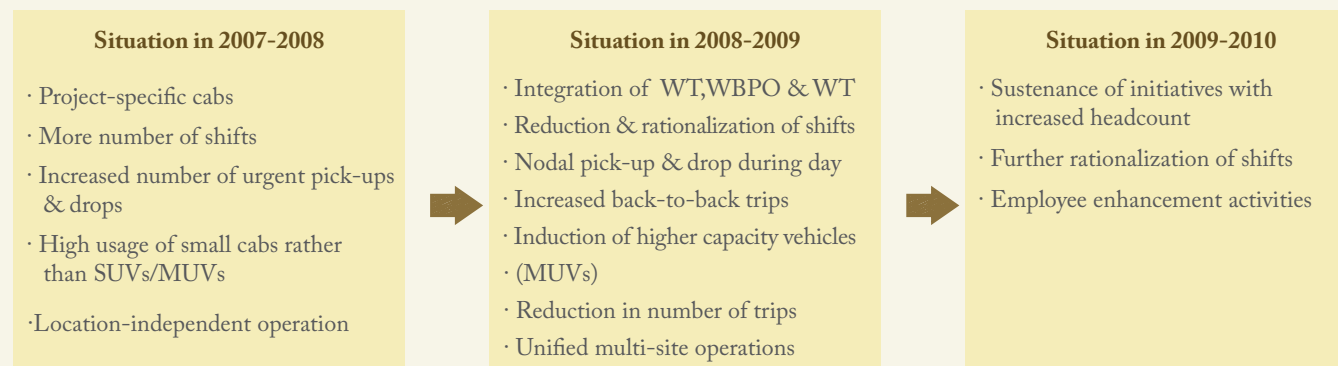 Situation in 2007-2008
· Project-specific cabs
· More number of shifts
· Increased number of urgent pick-ups
& drops
· High usage of small cabs rather
than SUVs/MUVs
·Location-independent operation
Situation in 2008-2009
· Integration of WT,WBPO & WT
· Reduction & rationalization of shifts
· Nodal pick-up & drop during day
· Increased back-to-back trips
· Induction of higher capacity vehicles
· (MUVs)
· Reduction in number of trips
· Unified multi-site operations
Situation in 2009-2010
· Sustenance of initiatives with
increased headcount
· Further rationalization of shifts
· Employee enhancement activities